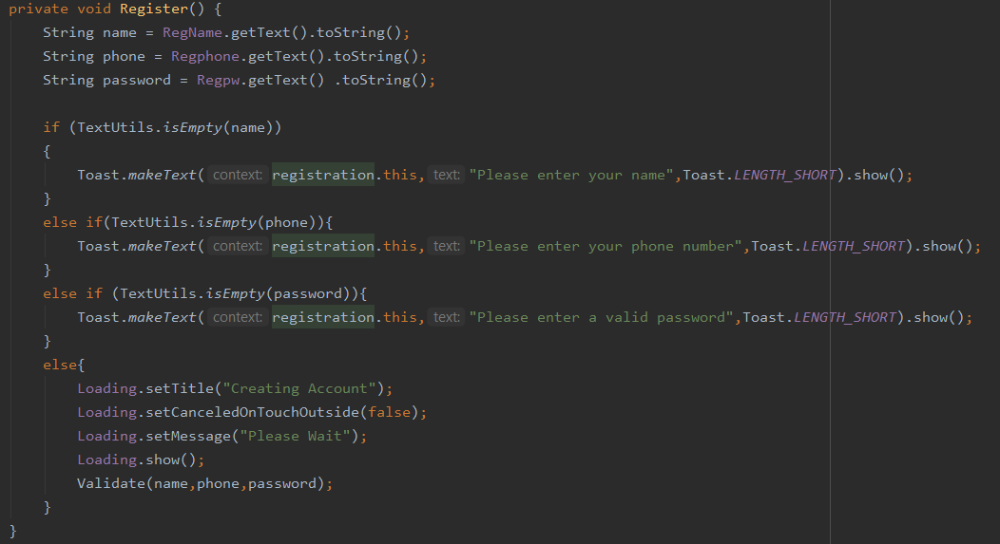 private void Register() {
    String name = RegName.getText().toString();
    String phone = Regphone.getText().toString();
    String password = Regpw.getText() .toString();

    if (TextUtils.isEmpty(name))
    {
        Toast.makeText( context: registration.this, text: "Please enter your name",Toast.LENGTH_SHORT).show();
    }
    else if(TextUtils.isEmpty(phone)){
        Toast.makeText( context: registration.this, text: "Please enter your phone number",Toast.LENGTH_SHORT).show();
    }
    else if (TextUtils.isEmpty(password)){
        Toast.makeText( context: registration.this, text: "Please enter a valid password",Toast.LENGTH_SHORT).show();
    }
    else{
        Loading.setTitle("Creating Account");
        Loading.setCanceledOnTouchOutside(false);
        Loading.setMessage("Please Wait");
        Loading.show();
        Validate(name,phone,password);
    }
}